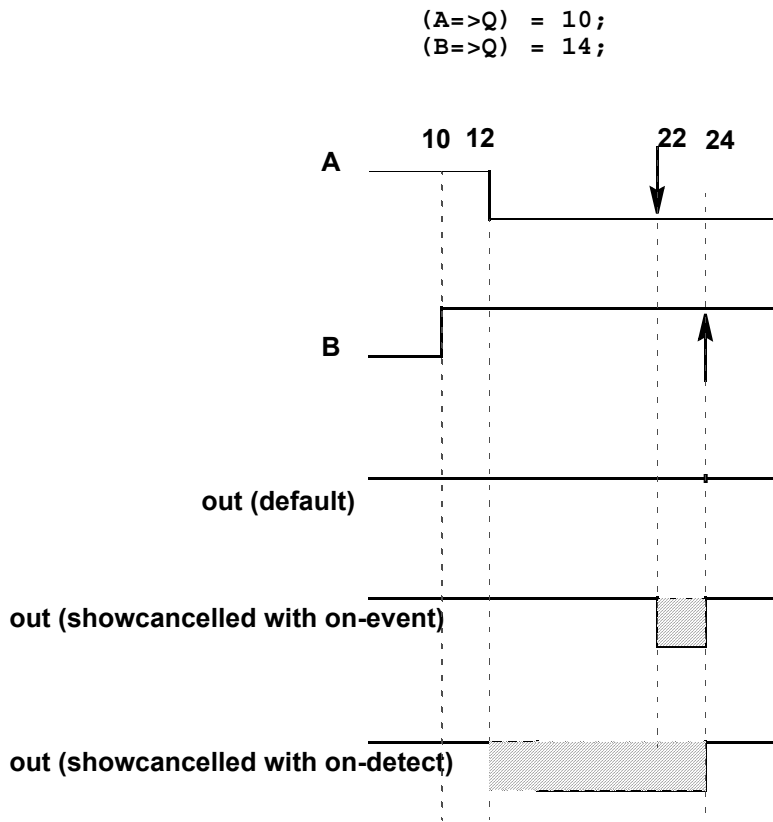 (A=>Q) = 10;
(B=>Q) = 14;
10 12 22 24
A
B
out (default)
out (showcancelled with on-event)
out (showcancelled with on-detect)